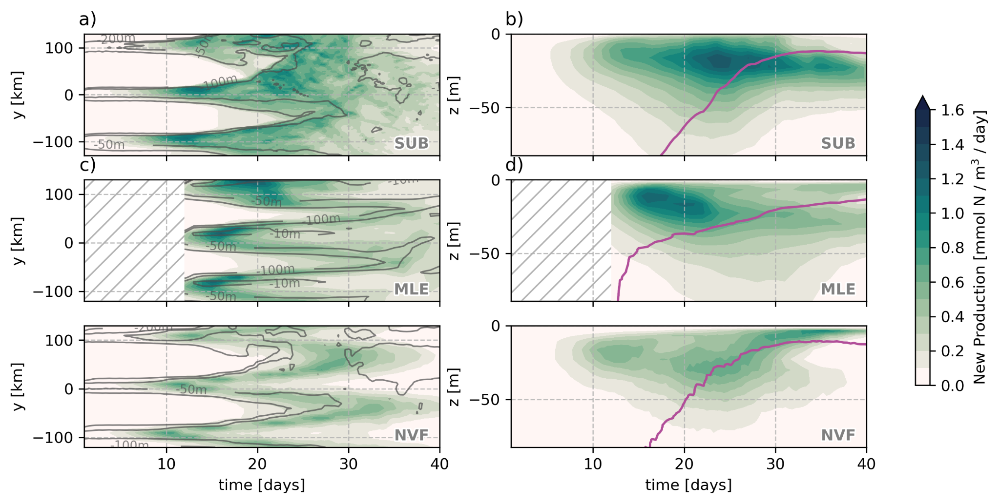 a)
b)
-200m
-50m
-100m
-50m
SUB
100
0
−100
y [km]
0
−50
z [m]
SUB
c)
d)
-10m
-50m
-100m
-10m
-50m
-100m
-10m
-50m
MLE
100
0
−100
y [km]
0
−50
z [m]
MLE
-200m
-50m
-100m
NVF
100
0
−100
y [km]
10
20
30
40
time [days]
0
−50
z [m]
NVF
10
20
30
40
time [days]
1.6
1.4
1.2
1.0
0.8
0.6
0.4
0.2
0.0
New Production [mmol N / m³ / day]